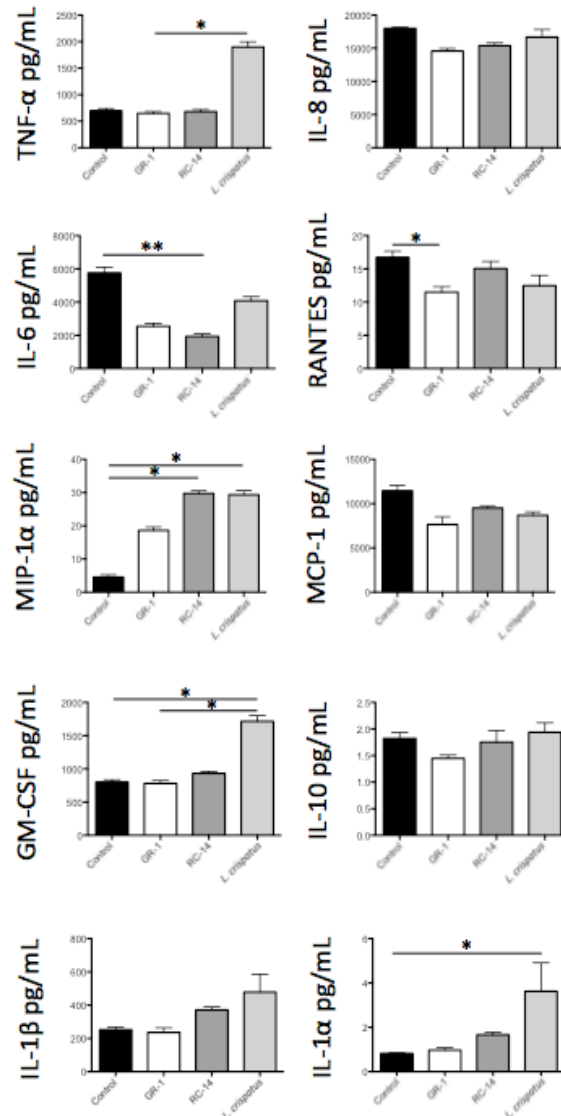 TNF-α pg/mL
2500
2000
1500
1000
500
0
*
Control
GR-1
RC-14
L. crispatus
IL-8 pg/mL
20000
15000
10000
5000
0
Control
GR-1
RC-14
L. crispatus
IL-6 pg/mL
8000
6000
4000
2000
0
**
Control
GR-1
RC-14
L. crispatus
RANTES pg/mL
20
15
10
5
0
*
Control
GR-1
RC-14
L. crispatus
MIP-1α pg/mL
40
30
20
10
0
*
*
Control
GR-1
RC-14
L. crispatus
MCP-1 pg/mL
15000
10000
5000
0
Control
GR-1
RC-14
L. crispatus
GM-CSF pg/mL
2000
1500
1000
500
0
*
*
Control
GR-1
RC-14
L. crispatus
IL-10 pg/mL
2.5
2.0
1.5
1.0
0.5
0.0
Control
GR-1
RC-14
L. crispatus
IL-1β pg/mL
800
600
400
200
0
Control
GR-1
RC-14
L. crispatus
IL-1α pg/mL
6
4
2
0
*
Control
GR-1
RC-14
L. crispatus